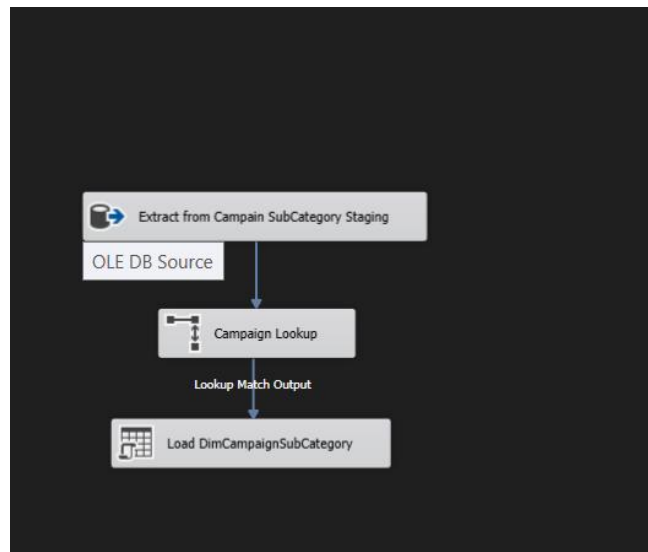 Extract from Campain SubCategory Staging
OLE DB Source
Campaign Lookup
Lookup Match Output
Load DimCampaignSubCategory